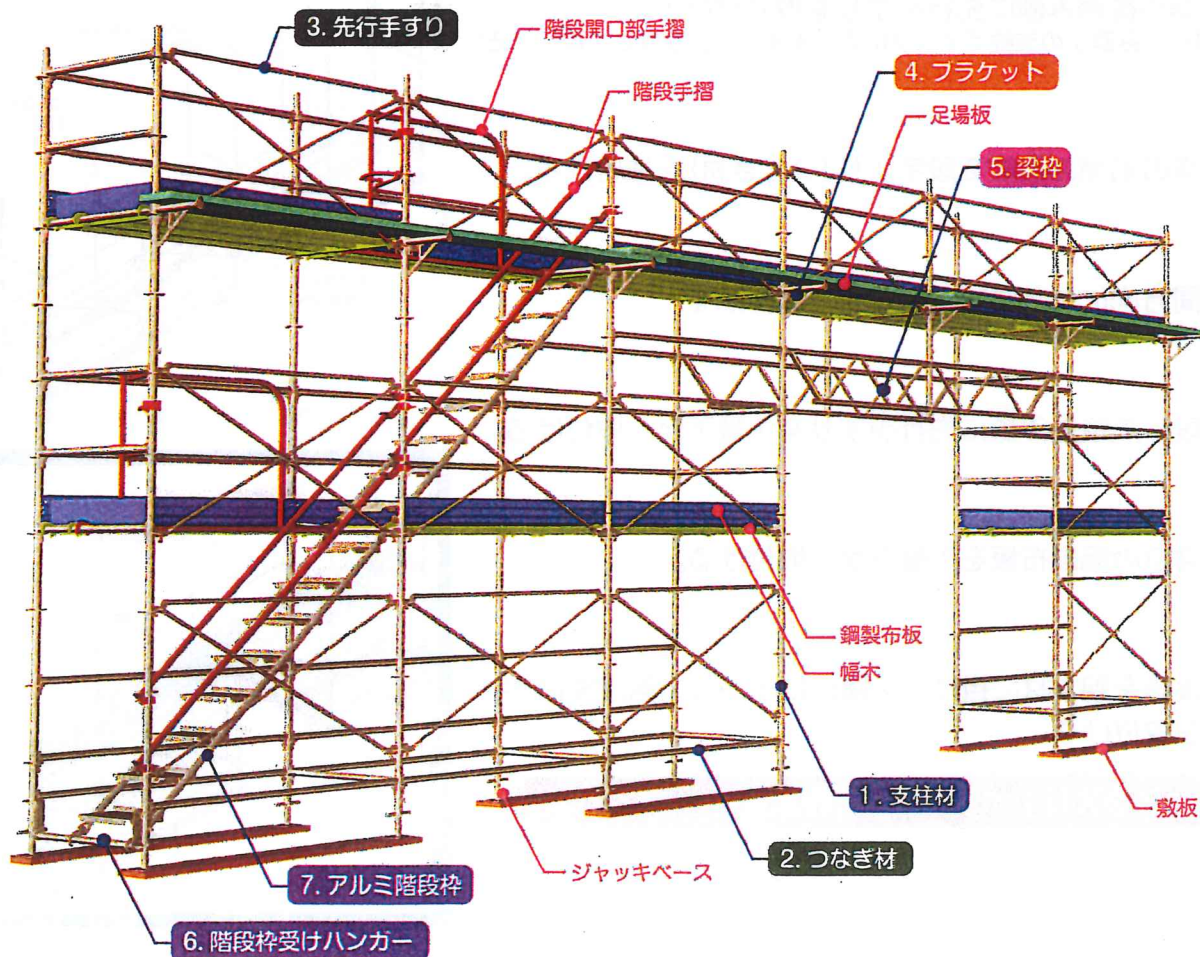 3. 先行手すり
階段開口部手摺
4. ブラケット
階段手摺
足場板
5. 梁枠
鋼製布板
幅木
1. 支柱材
敷板
2. つなぎ材
ジャッキベース
7. アルミ階段枠
6. 階段枠受けハンガー